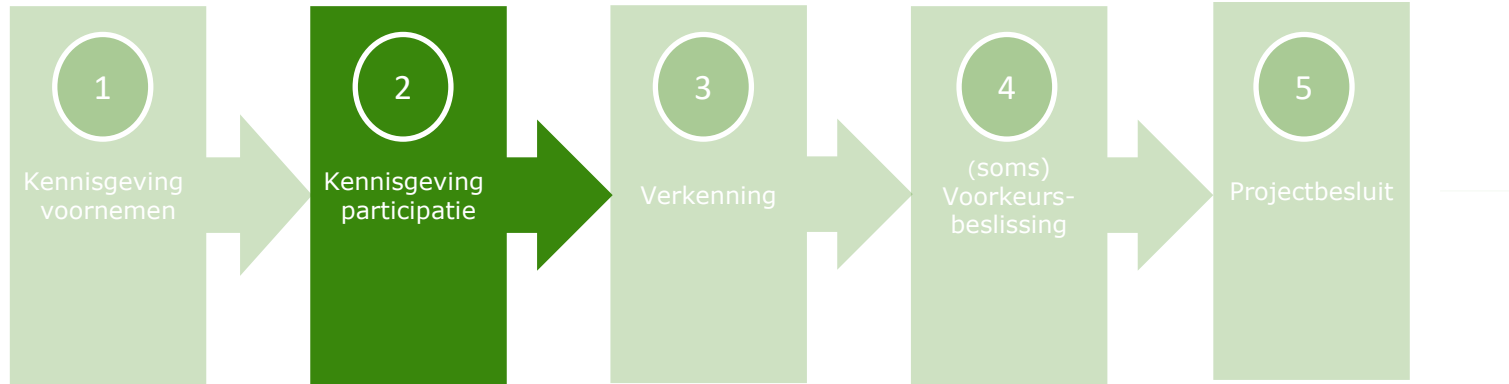 1
Kennisgeving
voornemen
2
Kennisgeving
participatie
3
Verkenning
4
(soms)
Voorkeurs-
beslissing
5
Projectbesluit